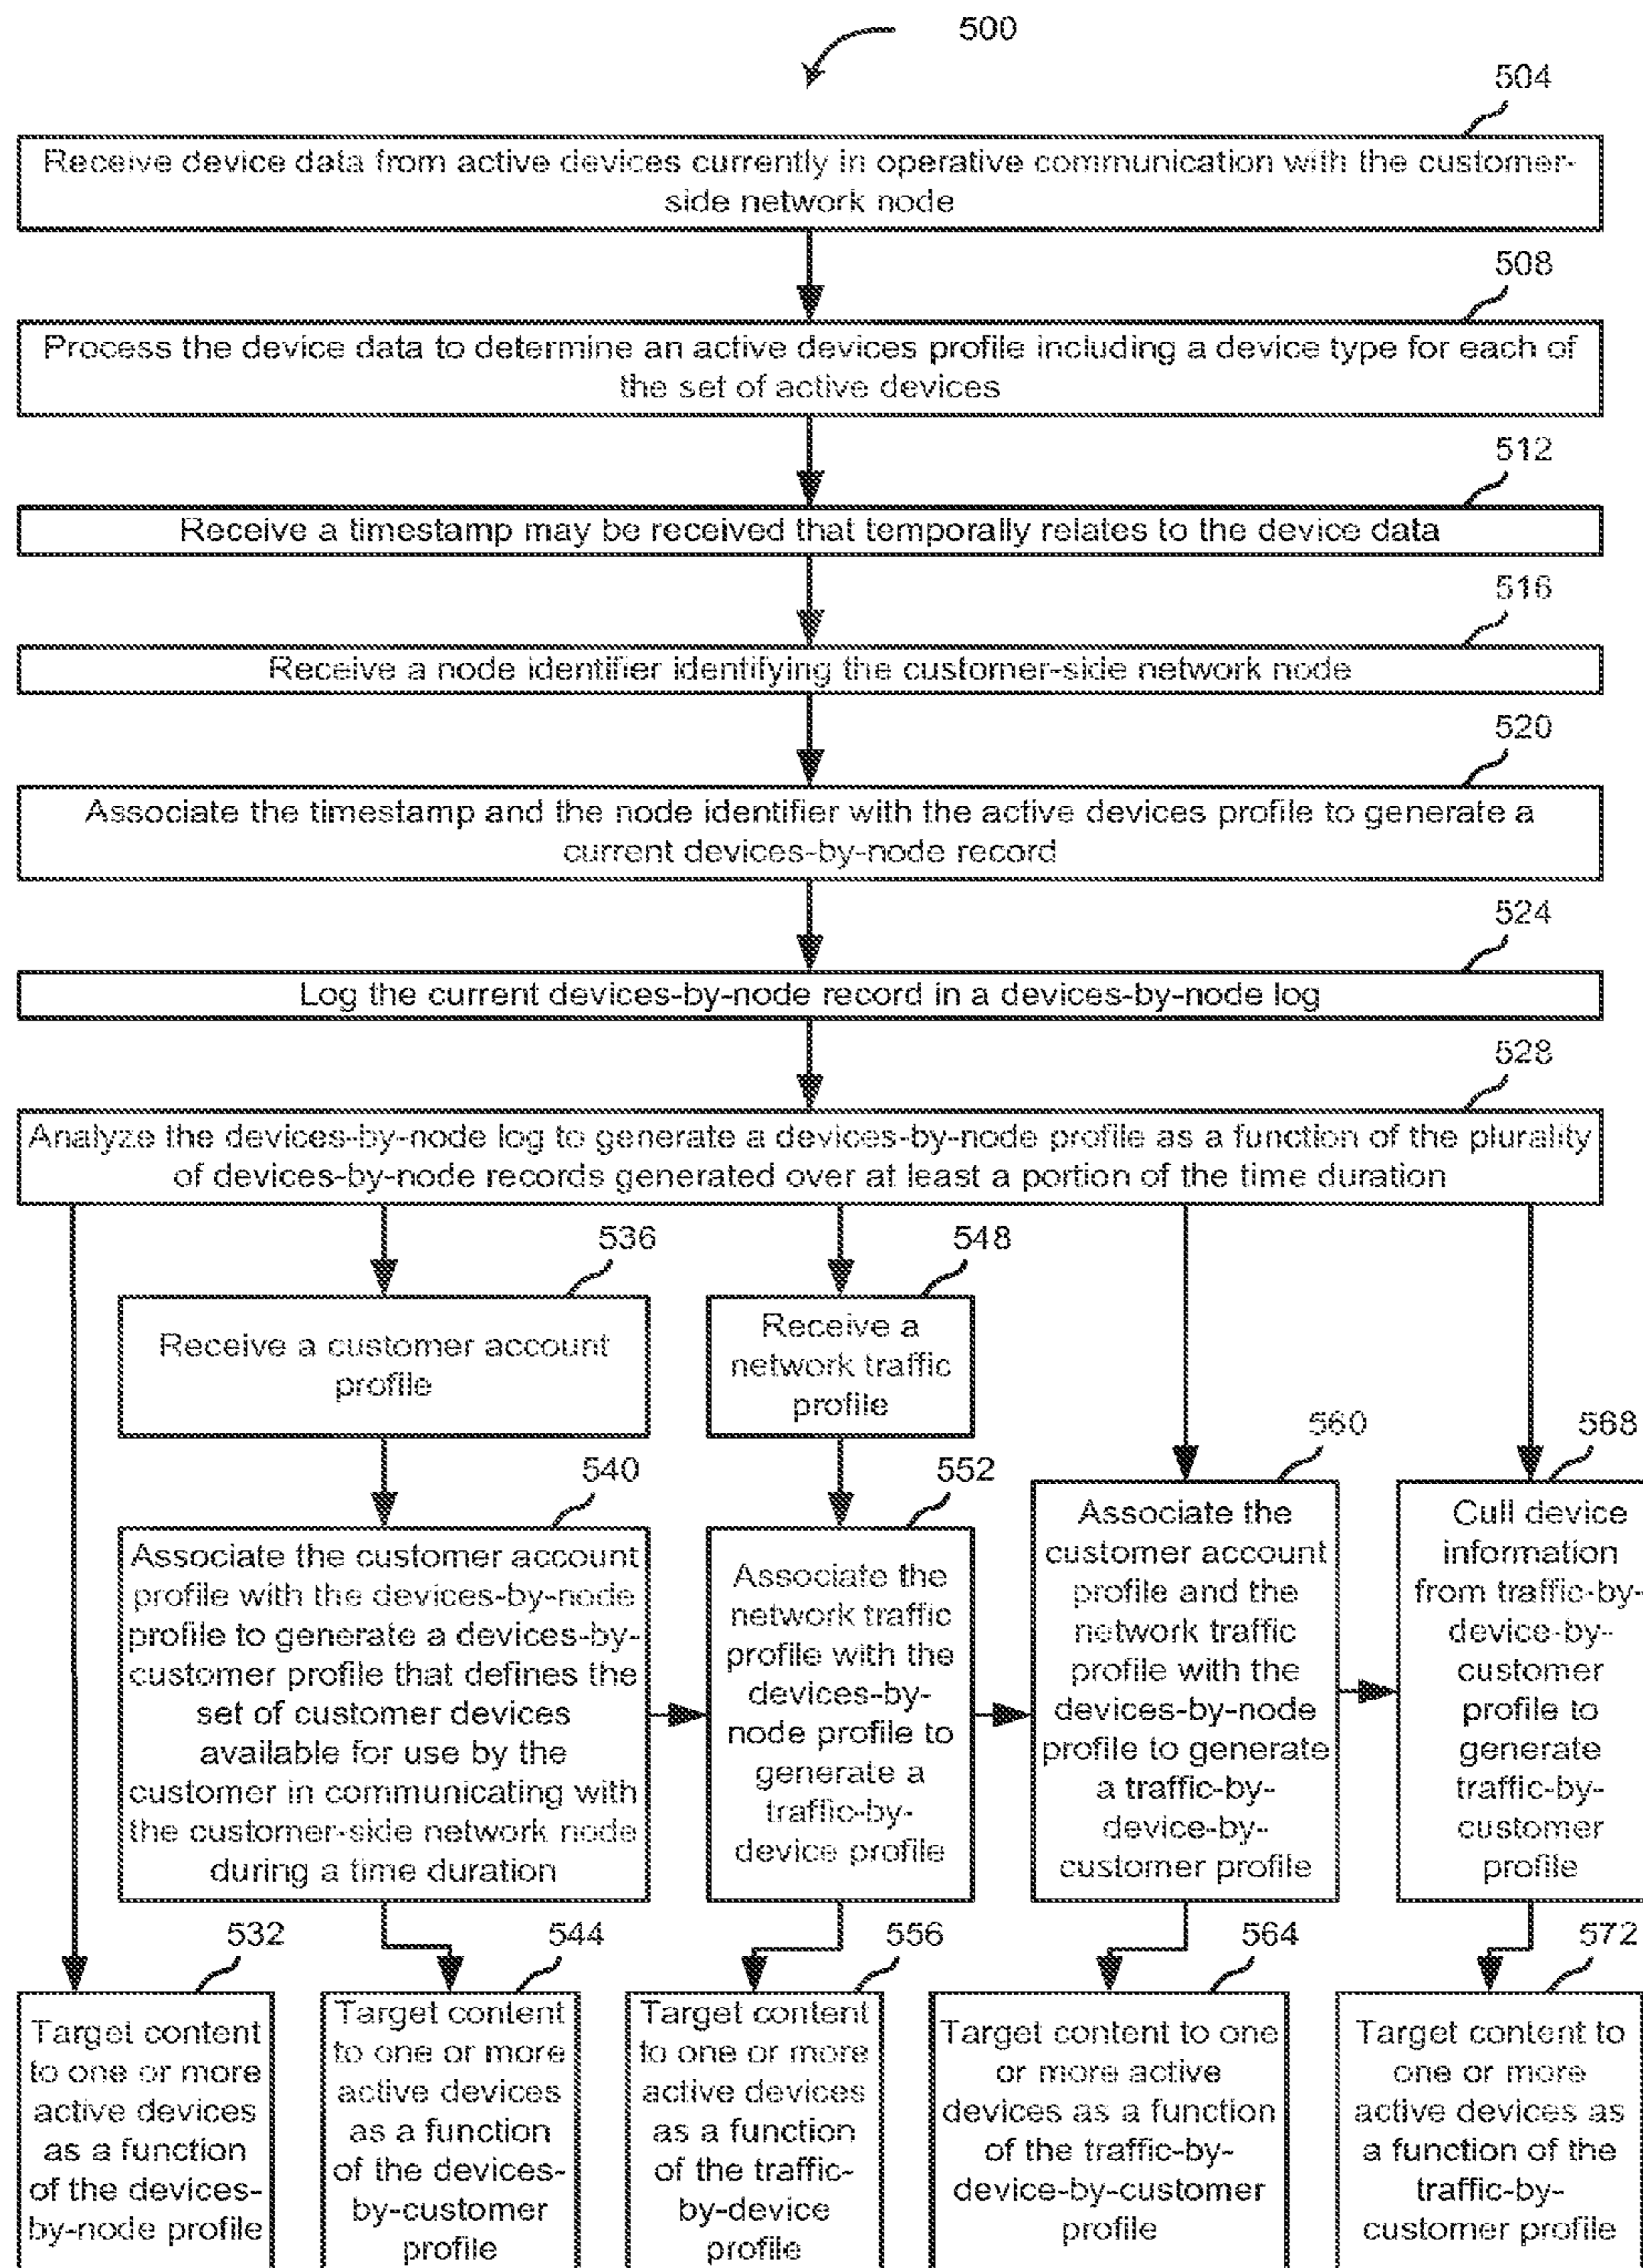 500
504
Receive device data from active devices currently in operative communication with the customer-
side network node
508
Process the device data to determine an active devices profile including a device type for each of
the set of active devices
512
Receive a timestamp may be received that temporally relates to the device data
516
Receive a node identifier identifying the customer-side network node
520
Associate the timestamp and the node identifier with the active devices profile to generate a
current devices-by-node record
524
Log the current devices-by-node record in a devices-by-node log
528
Analyze the devices-by-node log to generate a devices-by-node profile as a function of the plurality
of devices-by-node records generated over at least a portion of the time duration
536
Receive a customer account
profile
548
Receive a
network traffic
profile
540
Associate the customer account
profile with the devices-by-node
profile to generate a devices-by-
customer profile that defines the
set of customer devices
available for use by the
customer in communicating with
the customer-side network node
during a time duration
552
Associate the
network traffic
profile with the
devices-by-
node profile to
generate a
traffic-by-
device profile
560
Associate the
customer account
profile and the
network traffic
profile with the
devices-by-node
profile to generate
a traffic-by-
device-by-
customer profile
568
Cull device
information
from traffic-by-
device-by-
customer
profile to
generate
traffic-by-
customer
profile
532
Target content
to one or more
active devices
as a function
of the devices-
by-node profile
544
Target content
to one or more
active devices
as a function
of the devices-
by-customer
profile
556
Target content
to one or more
active devices
as a function
of the traffic-
by-device
profile
564
Target content to one
or more active
devices as a function
of the traffic-by-
device-by-customer
profile
572
Target content to
one or more
active devices as
a function of the
traffic-by-
customer profile